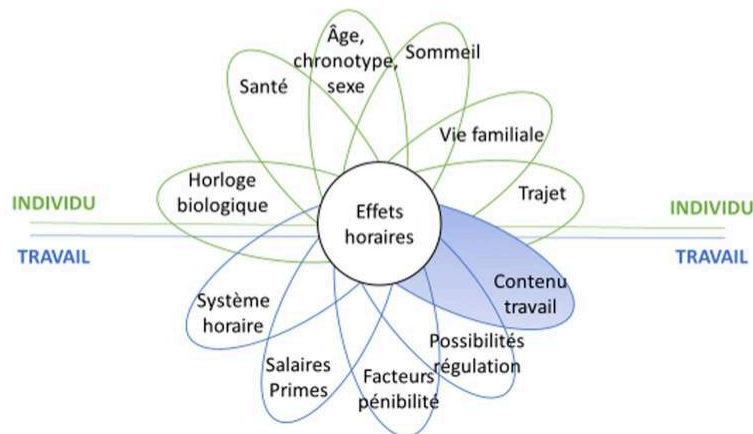 Âge,
chronotype,
sexe
Sommeil
Santé
Vie familiale
Horloge
biologique
Trajet
INDIVIDU
INDIVIDU
Effets
horaires
TRAVAIL
TRAVAIL
Contenu
travail
Système
horaire
Possibilités
régulation
Salaires
Primes
Facteurs
pénibilité